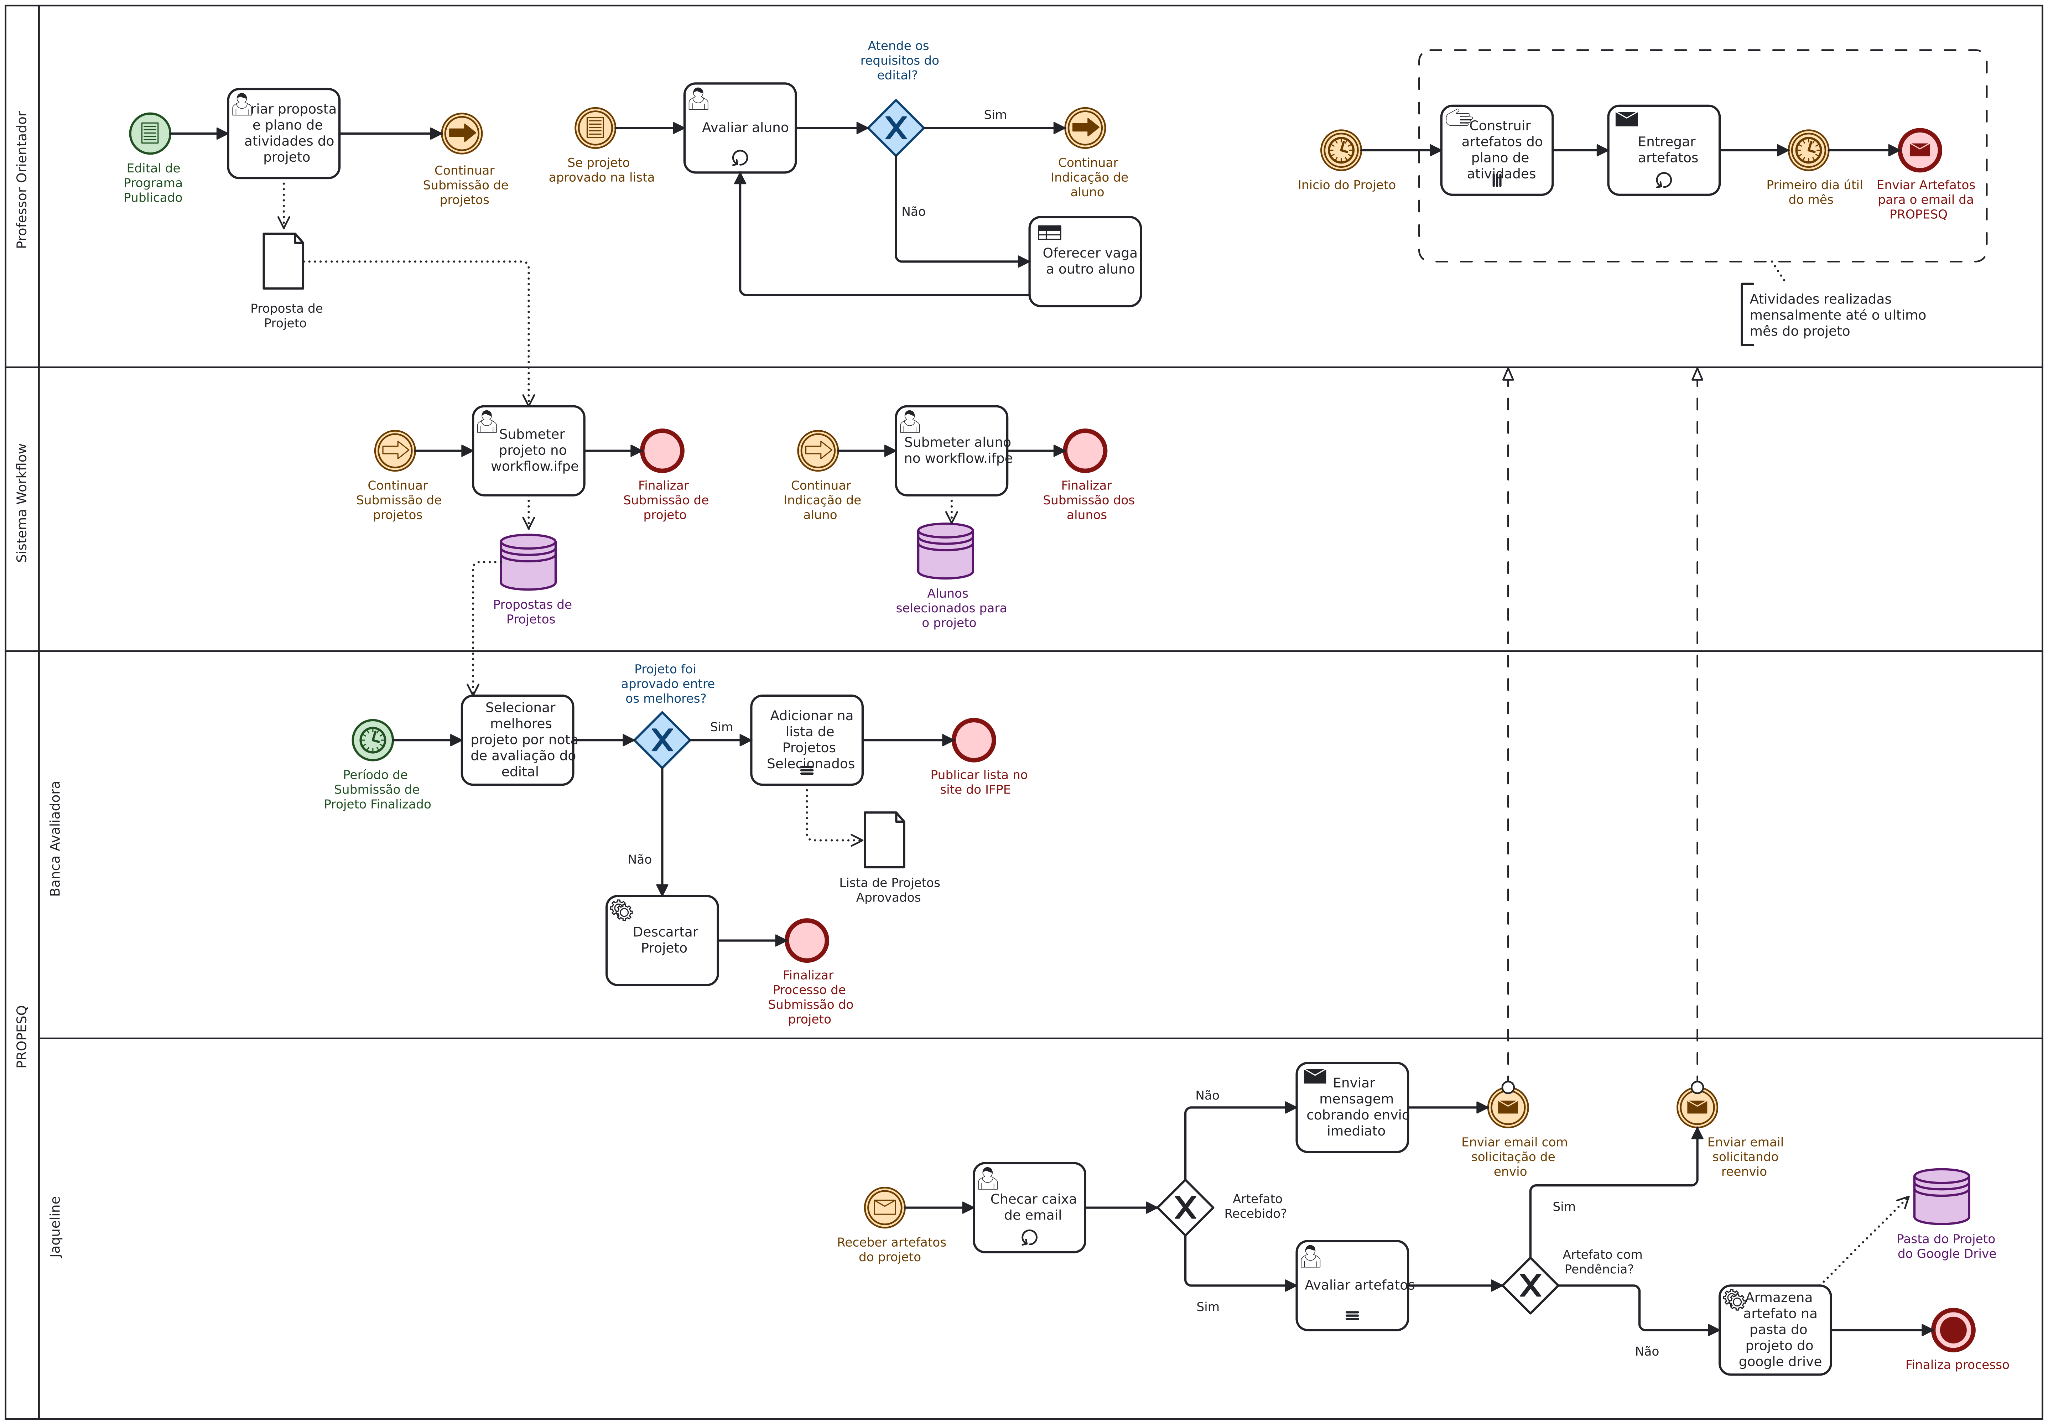 Professor Orientador
Edital de
Programa
Publicado
riar proposta
e plano de
atividades do
projeto
Continuar
Submissão de
projetos
Proposta de
Projeto
Se projeto
aprovado na lista
Avaliar aluno
Atende os
requisitos do
edital?
Sim
Não
Continuar
Indicação de
aluno
Oferecer vaga
a outro aluno
Inicio do Projeto
Construir
artefatos do
plano de
atividades
Entregar
artefatos
Primeiro dia útil
do mês
Enviar Artefatos
para o email da
PROPESQ
Atividades realizadas
mensalmente até o ultimo
mês do projeto
Sistema Workflow
Continuar
Submissão de
projetos
Submeter
projeto no
workflow.ifpe
Finalizar
Submissão de
projeto
Propostas de
Projetos
Continuar
Indicação de
aluno
Submeter aluno
no workflow.ifpe
Finalizar
Submissão dos
alunos
Alunos
selecionados para
o projeto
PROPESQ
Banca Avaliadora
Período de
Submissão de
Projeto Finalizado
Selecionar
melhores
projeto por nota
de avaliação do
edital
Projeto foi
aprovado entre
os melhores?
Sim
Não
Adicionar na
lista de
Projetos
Selecionados
Publicar lista no
site do IFPE
Lista de Projetos
Aprovados
Descartar
Projeto
Finalizar
Processo de
Submissão do
projeto
Jaqueline
Receber artefatos
do projeto
Checar caixa
de email
Artefato
Recebido?
Não
Sim
Enviar
mensagem
cobrando envio
imediato
Enviar email com
solicitação de
envio
Enviar email
solicitando
reenvio
Avaliar artefatos
Artefato com
Pendência?
Sim
Não
Armazena
artefato na
pasta do
projeto do
google drive
Pasta do Projeto
do Google Drive
Finaliza processo